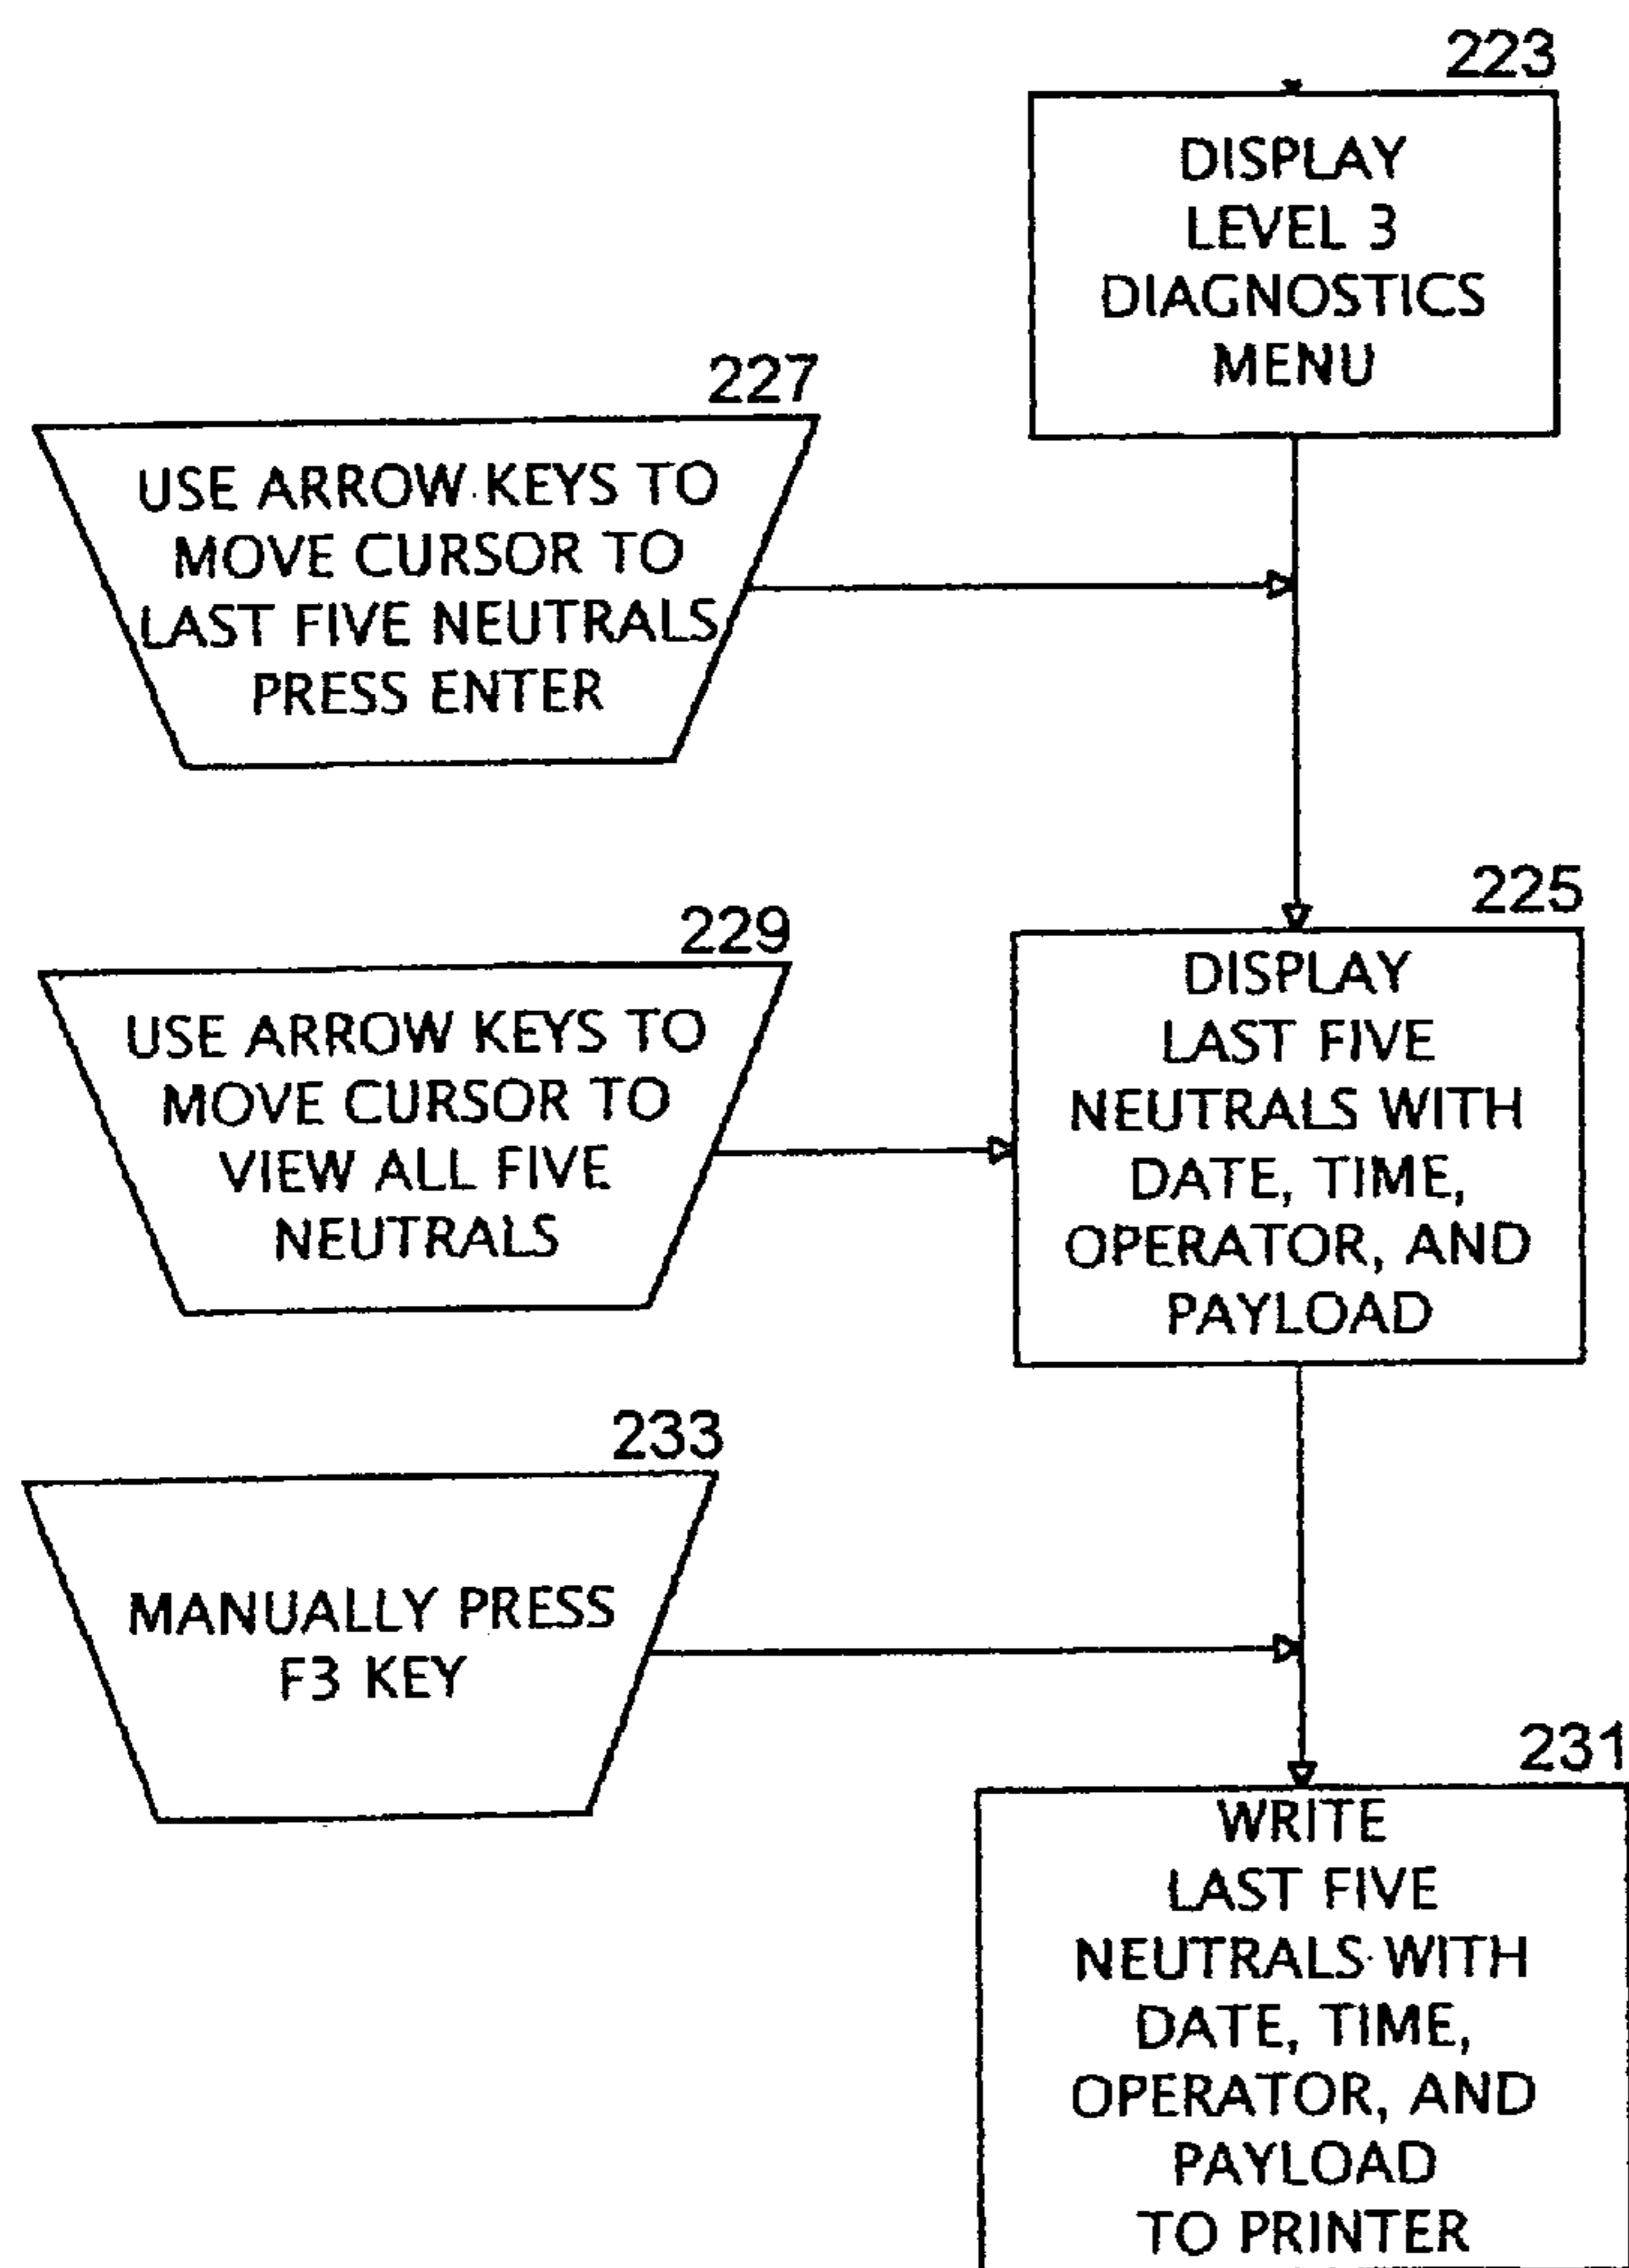 223
DISPLAY
LEVEL 3
DIAGNOSTICS
MENU
227
USE ARROW KEYS TO
MOVE CURSOR TO
LAST FIVE NEUTRALS
PRESS ENTER
225
DISPLAY
LAST FIVE
NEUTRALS WITH
DATE, TIME,
OPERATOR, AND
PAYLOAD
229
USE ARROW KEYS TO
MOVE CURSOR TO
VIEW ALL FIVE
NEUTRALS
233
MANUALLY PRESS
F3 KEY
231
WRITE
LAST FIVE
NEUTRALS WITH
DATE, TIME,
OPERATOR, AND
PAYLOAD
TO PRINTER